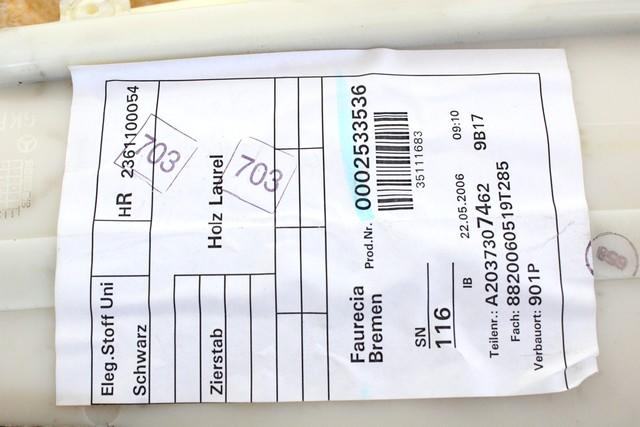 Eleg.Stoff Uni HR 2361100054
Schwarz
703
Zierstab Holz Laurel
703
Faurecia Prod.Nr. 0002533536
Bremen
35111683
SN
116
IB 22.05.2006 09:10
Teilenr.: A2037307462 9B17
Fach: 8820060519T285
Verbauort: 901P